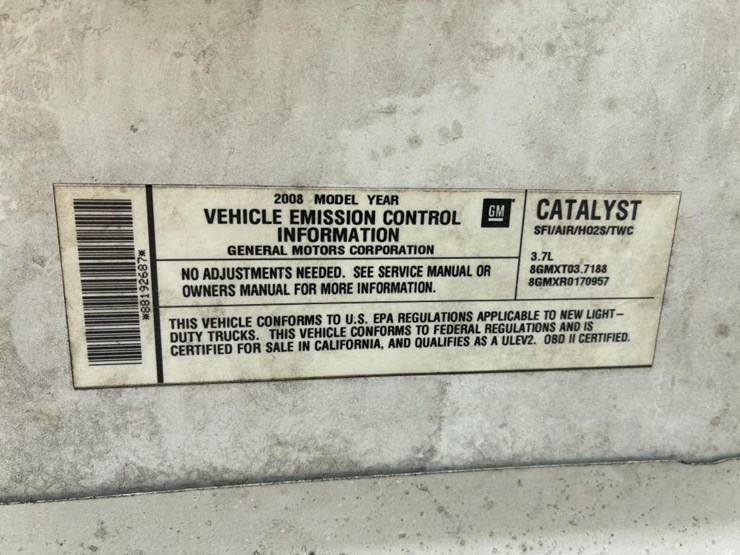 *88192687*
2008 MODEL YEAR
VEHICLE EMISSION CONTROL
INFORMATION
GENERAL MOTORS CORPORATION
GM
NO ADJUSTMENTS NEEDED. SEE SERVICE MANUAL OR
OWNERS MANUAL FOR MORE INFORMATION.
CATALYST
SFI/AIR/HO2S/TWC
3.7L
8GMXT03.7188
8GMXR0170957
THIS VEHICLE CONFORMS TO U.S. EPA REGULATIONS APPLICABLE TO NEW LIGHT-
DUTY TRUCKS. THIS VEHICLE CONFORMS TO FEDERAL REGULATIONS AND IS
CERTIFIED FOR SALE IN CALIFORNIA, AND QUALIFIES AS A ULEV2. OBD II CERTIFIED.